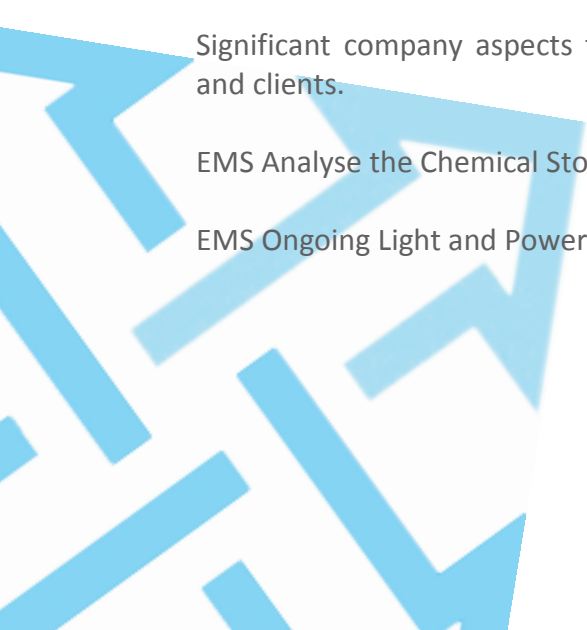 Significant company aspects
and clients.
EMS Analyse the Chemical Sto
EMS Ongoing Light and Power